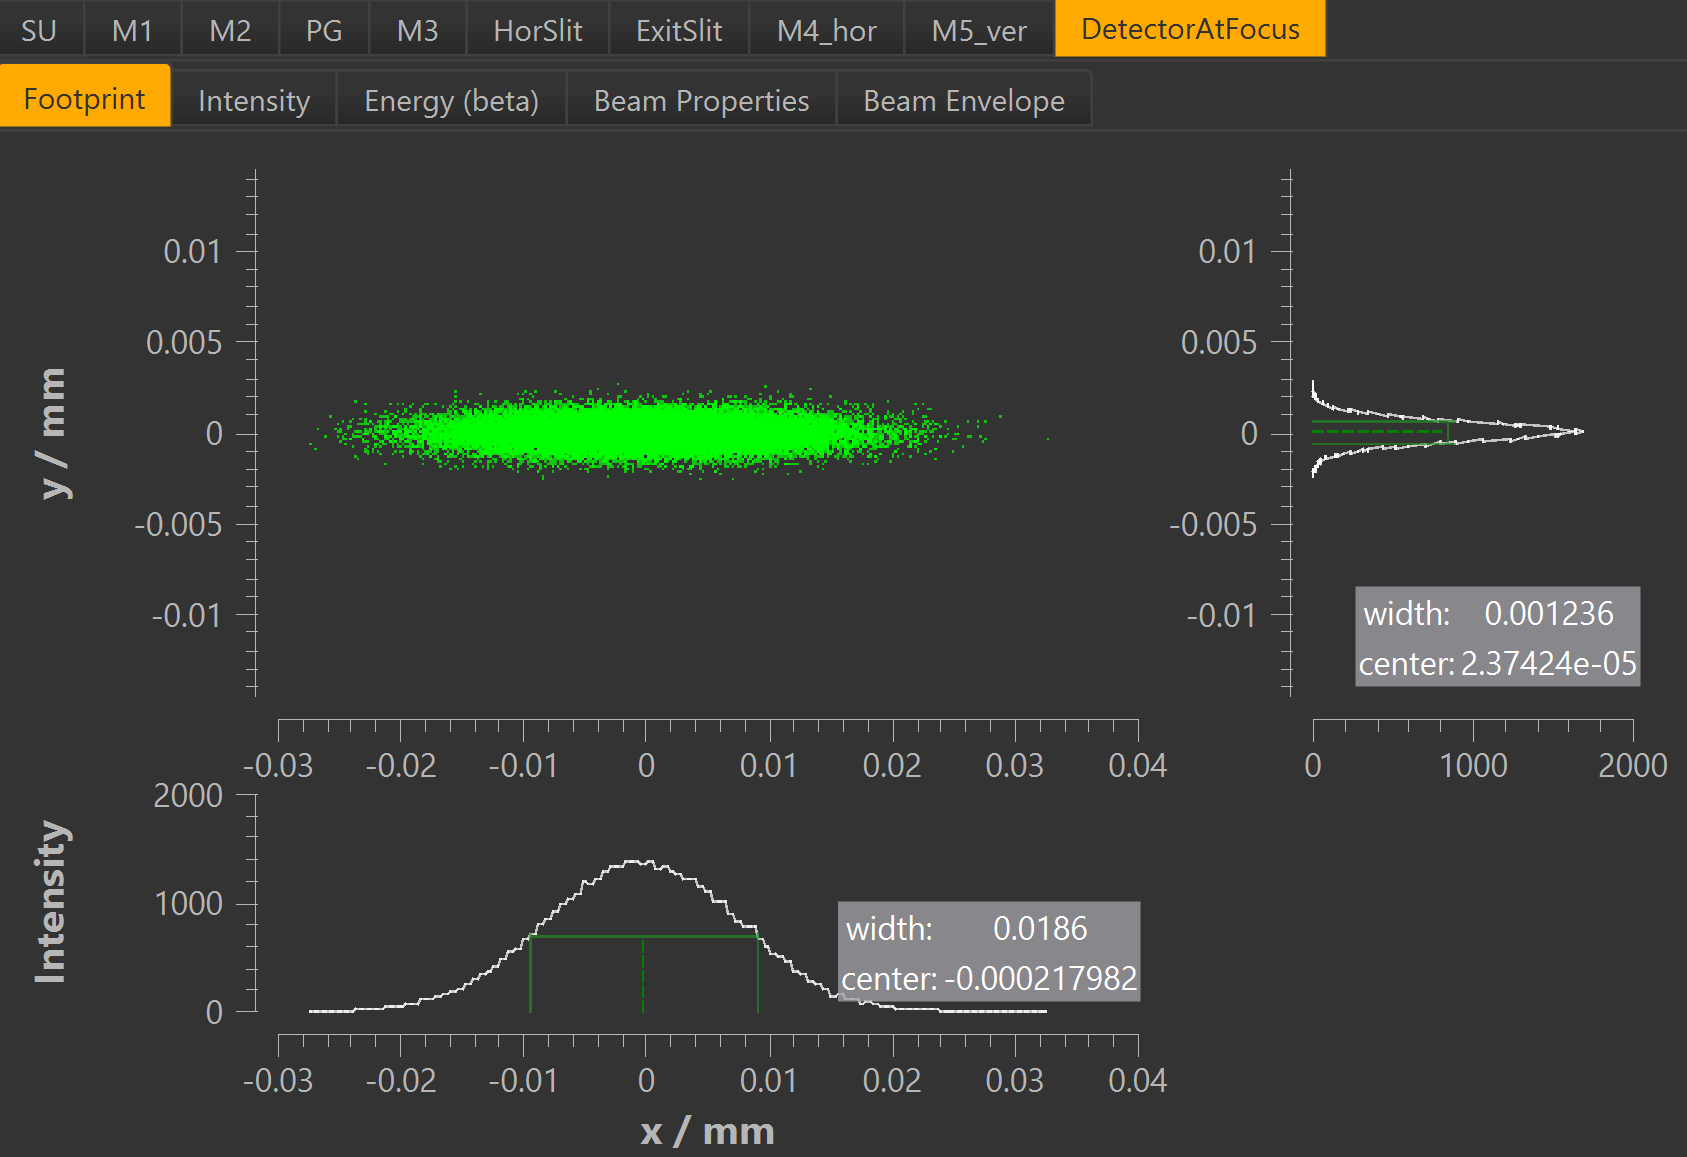 SU M1 M2 PG M3 HorSlit ExitSlit M4_hor M5_ver DetectorAtFocus
Footprint Intensity Energy (beta) Beam Properties Beam Envelope
y / mm
0.01
0.005
0
-0.005
-0.01
0.01
0.005
0
-0.005
-0.01
width: 0.001236
center: 2.37424e-05
-0.03 -0.02 -0.01 0 0.01 0.02 0.03 0.04
0 1000 2000
Intensity
2000
1000
0
width: 0.0186
center: -0.000217982
-0.03 -0.02 -0.01 0 0.01 0.02 0.03 0.04
x / mm